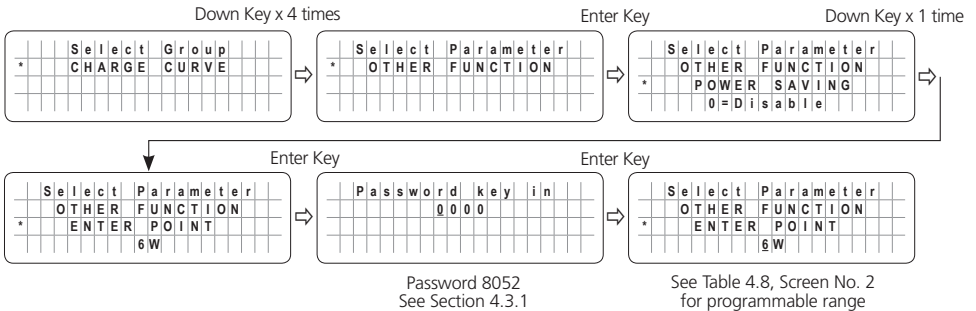 Down Key x 4 times
Enter Key
Down Key x 1 time
Select Group
* CHARGE CURVE
Select Parameter
* OTHER FUNCTION
Select Parameter
OTHER FUNCTION
* POWER SAVING
0=Disable
Enter Key
Enter Key
Select Parameter
OTHER FUNCTION
* ENTER POINT
6W
Password key in
0000
Select Parameter
OTHER FUNCTION
* ENTER POINT
6W
Password 8052
See Section 4.3.1
See Table 4.8, Screen No. 2
for programmable range